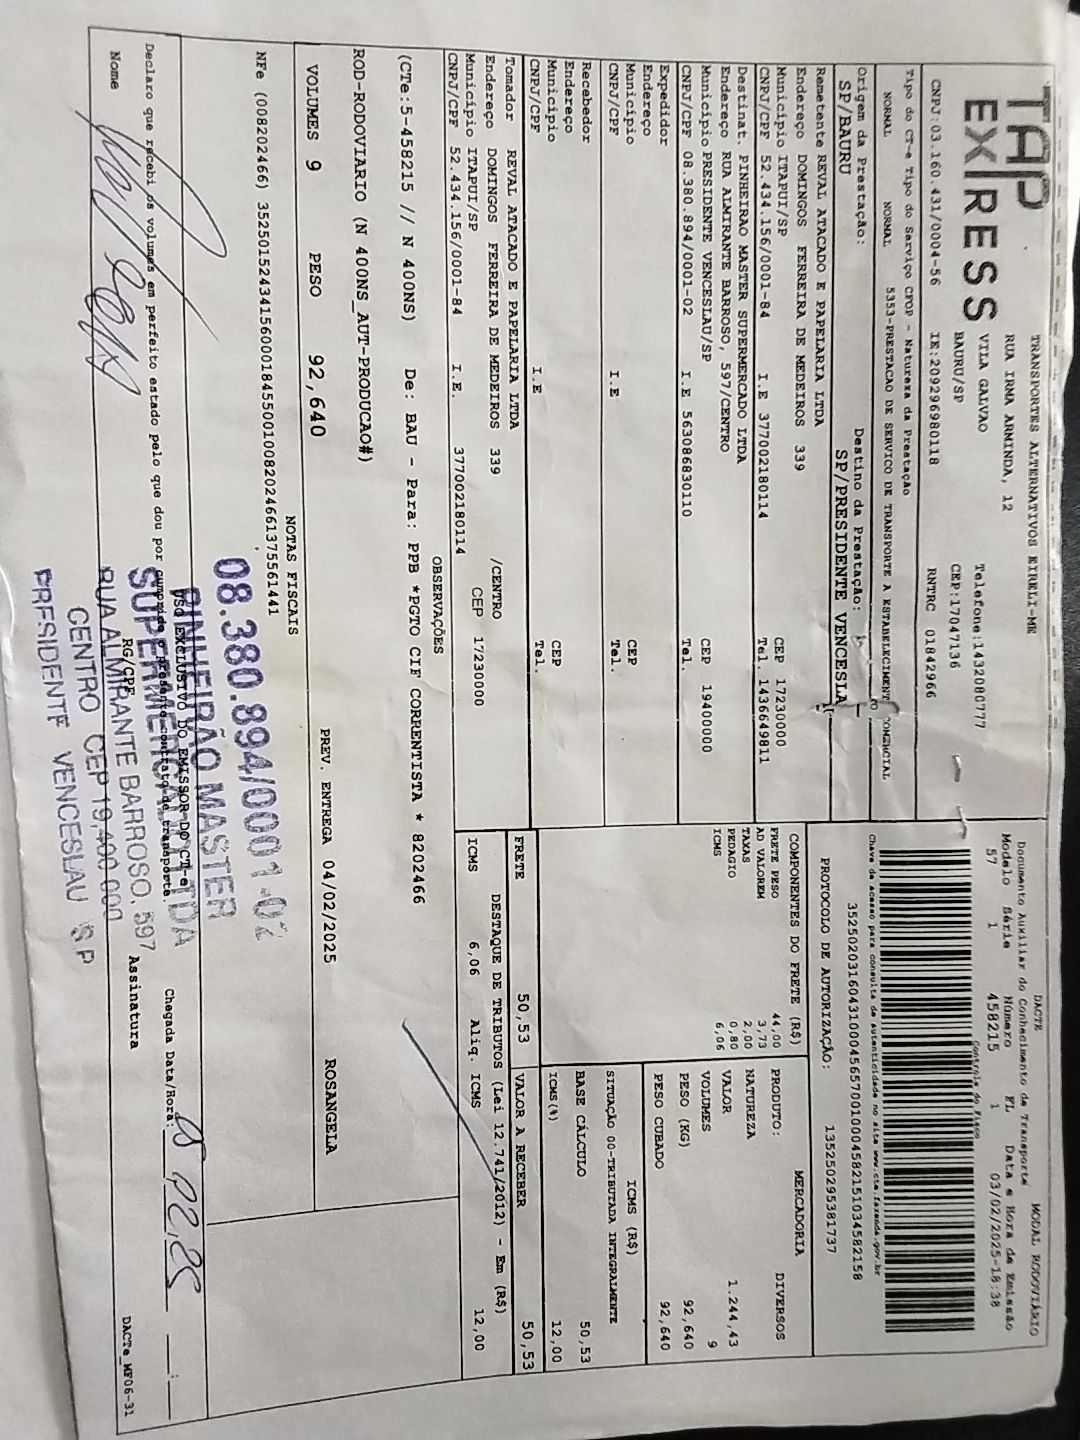 TAP EXPRESS
TRANSPORTES ALTERNATIVOS EIRELI-ME
RUA IRMA ARMINDA, 12
VILA GALVAO Telefone:1432080777
BAURU/SP CEP:17047136
CNPJ:03.160.431/0004-56 IE:209296980118 RNTRC 01842966
Tipo do CT-e Tipo do Serviço CFOP - Natureza da Prestação
NORMAL NORMAL 5353-PRESTACAO DE SERVICO DE TRANSPORTE A ESTABELECIMENTO COMERCIAL
Origem da Prestação: Destino da Prestação:
SP/BAURU SP/PRESIDENTE VENCESLA
Remetente REVAL ATACADO E PAPELARIA LTDA
Endereço DOMINGOS FERREIRA DE MEDEIROS 339
Município ITAPUI/SP CEP 17230000
CNPJ/CPF 52.434.156/0001-84 I.E 377002180114 Tel. 1436649811
Destinat. PINHEIRAO MASTER SUPERMERCADO LTDA
Endereço RUA ALMIRANTE BARROSO, 597/CENTRO
Município PRESIDENTE VENCESLAU/SP CEP 19400000
CNPJ/CPF 08.380.894/0001-02 I.E 563086830110 Tel.
Expedidor
Endereço
Município CEP
CNPJ/CPF I.E Tel.
Recebedor
Endereço
Município CEP
CNPJ/CPF I.E Tel.
Tomador REVAL ATACADO E PAPELARIA LTDA
Endereço DOMINGOS FERREIRA DE MEDEIROS 339 /CENTRO
Município ITAPUI/SP CEP 17230000
CNPJ/CPF 52.434.156/0001-84 I.E. 377002180114
OBSERVAÇÕES
(CTe:5-458215 // N 400NS) De: BAU - Para: PPB *PGTO CIF CORRENTISTA * 8202466
ROD-RODOVIARIO (N 400NS_AUT-PRODUCAO#)
VOLUMES 9 PESO 92,640 PREV. ENTREGA 04/02/2025 ROSANGELA
NOTAS FISCAIS
NFe (008202466) 35250152434156000184550010082024661375561441
DACTE MODAL RODOVIÁRIO
Documento Auxiliar do Conhecimento de Transporte
Modelo Série Número FL Data e Hora de Emissão
57 1 458215 1 03/02/2025-18:38
Controle do Fisco
Chave de acesso para consulta de autenticidade no site www.cte.fazenda.gov.br
35250203160431000456570010004582151034582158
PROTOCOLO DE AUTORIZAÇÃO: 135250295381737
COMPONENTES DO FRETE (R$)
FRETE PESO 44,00
AD VALOREM 3,73
TAXAS 2,00
PEDAGIO 0,80
ICMS 6,06
MERCADORIA
PRODUTO: DIVERSOS
NATUREZA
VALOR 1.244,43
VOLUMES 9
PESO (KG) 92,640
PESO CUBADO 92,640
ICMS (R$)
SITUAÇÃO 00-TRIBUTADA INTEGRALMENTE
BASE CÁLCULO 50,53
ICMS(%) 12,00
FRETE 50,53 VALOR A RECEBER 50,53
DESTAQUE DE TRIBUTOS (Lei 12.741/2012) - Em (R$)
ICMS 6,06 Aliq. ICMS 12,00
USO EXCLUSIVO DO EMISSOR DO CT-e
Declaro que recebi os volumes em perfeito estado pelo que dou por cumprido o presente contrato de transporte.
Chegada Data/Hora:
Nome RG/CPF Assinatura
DACTe_MF06-31
08.380.894/0001-02
PINHEIRÃO MASTER
SUPERMERCADO LTDA
RUA ALMIRANTE BARROSO, 597
CENTRO CEP 19,400 000
PRESIDENTE VENCESLAU SP